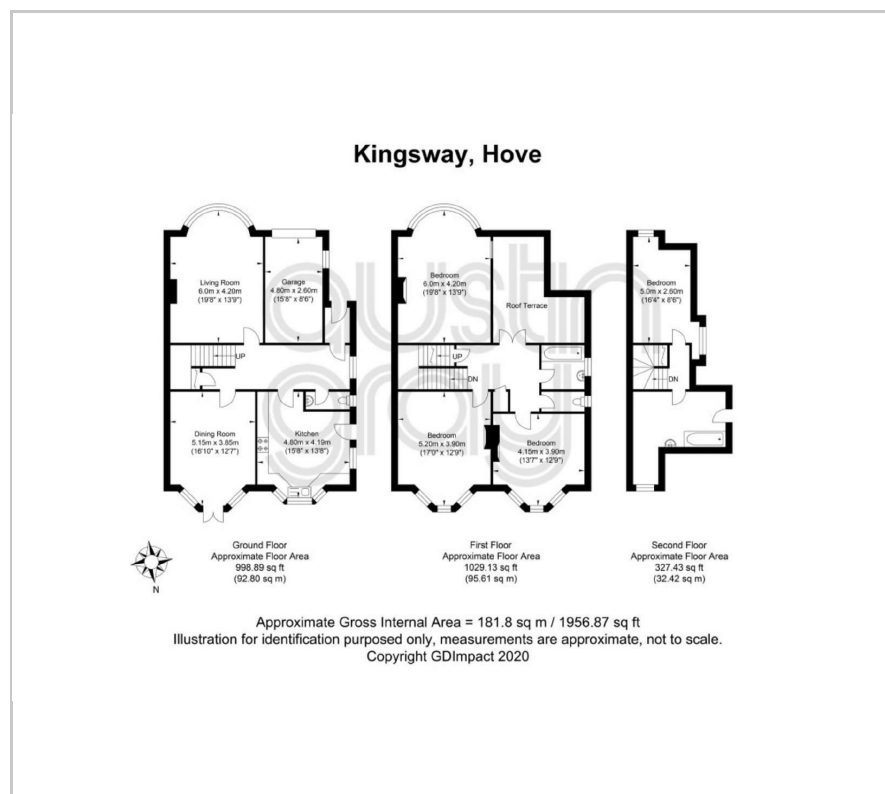 Kingsway, Hove
Living Room
6.0m x 4.20m
(19'8" x 13'9")
Garage
4.80m x 2.60m
(15'8" x 8'6")
UP
Dining Room
5.15m x 3.85m
(16'10" x 12'7")
Kitchen
4.80m x 4.19m
(15'8" x 13'8")
Bedroom
6.0m x 4.20m
(19'8" x 13'9")
Roof Terrace
UP
DN
Bedroom
5.20m x 3.90m
(17'0" x 12'9")
Bedroom
4.15m x 3.90m
(13'7" x 12'9")
Bedroom
5.0m x 2.60m
(16'4" x 8'6")
DN
austin
gray
N
Ground Floor
Approximate Floor Area
998.89 sq ft
(92.80 sq m)
First Floor
Approximate Floor Area
1029.13 sq ft
(95.61 sq m)
Second Floor
Approximate Floor Area
327.43 sq ft
(32.42 sq m)
Approximate Gross Internal Area = 181.8 sq m / 1956.87 sq ft
Illustration for identification purposed only, measurements are approximate, not to scale.
Copyright GDImpact 2020